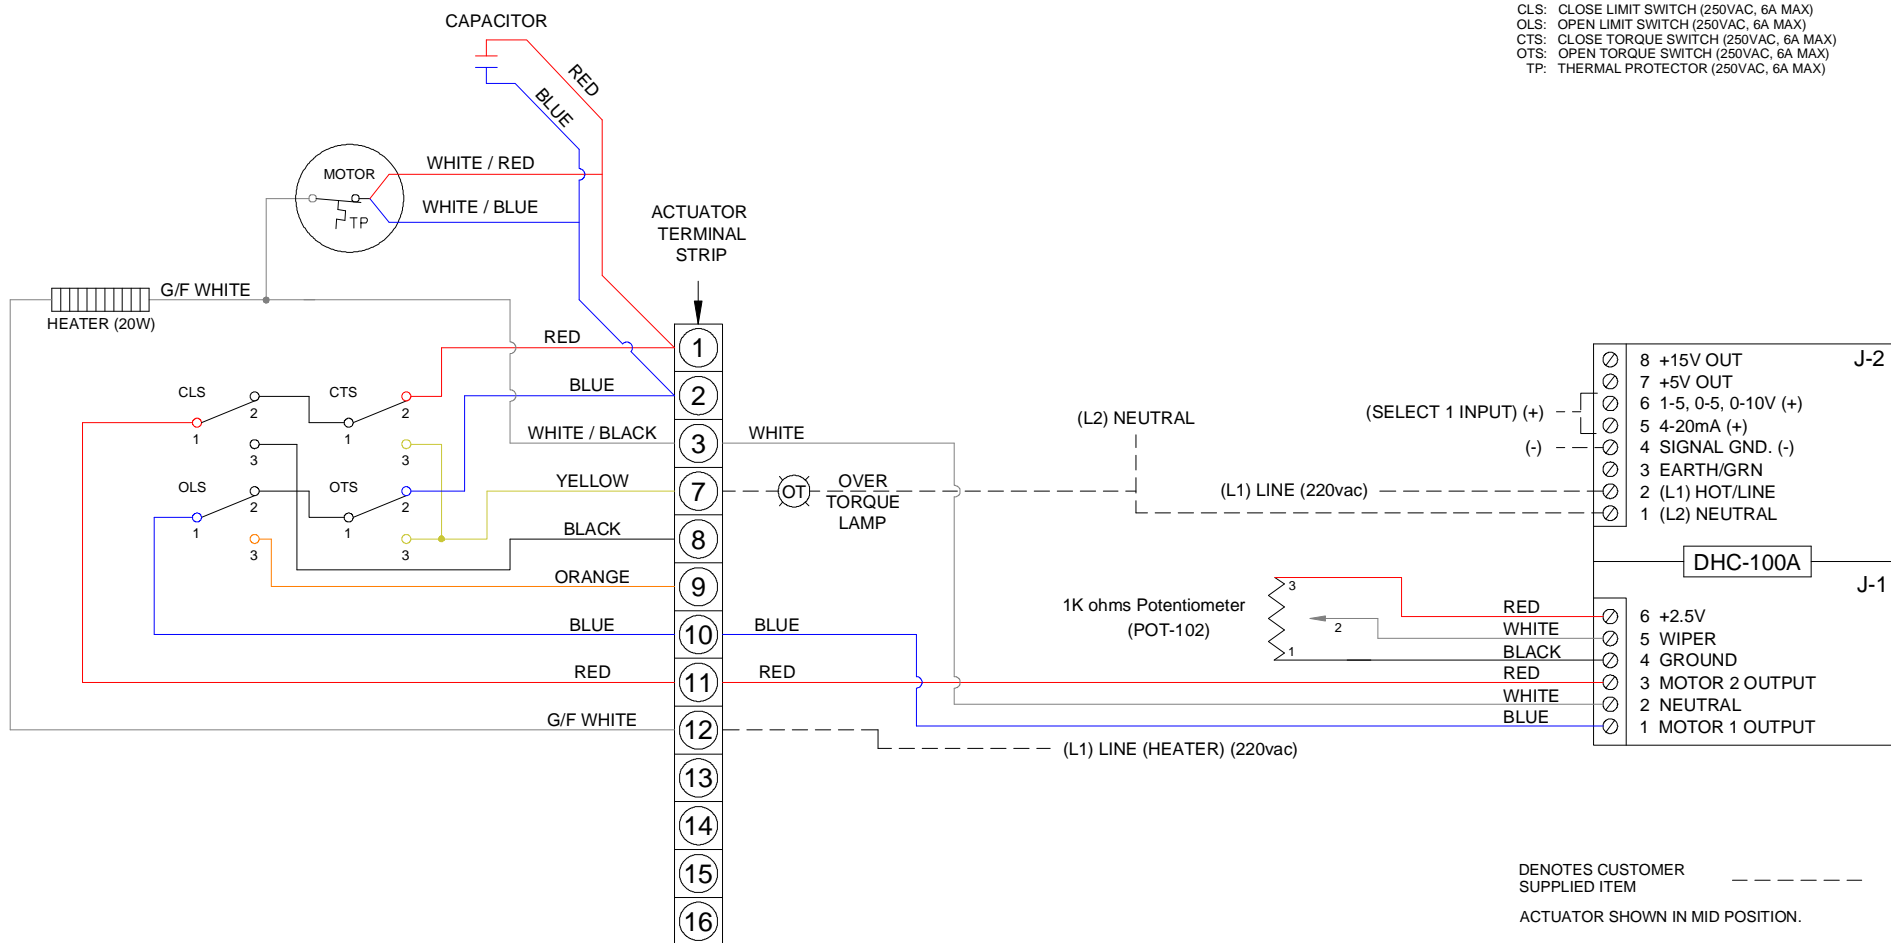 CLS: CLOSE LIMIT SWITCH (250VAC, 6A MAX)
OLS: OPEN LIMIT SWITCH (250VAC, 6A MAX)
CTS: CLOSE TORQUE SWITCH (250VAC, 6A MAX)
OTS: OPEN TORQUE SWITCH (250VAC, 6A MAX)
TP: THERMAL PROTECTOR (250VAC, 6A MAX)
CAPACITOR
RED
BLUE
MOTOR
TP
WHITE / RED
WHITE / BLUE
ACTUATOR
TERMINAL
STRIP
G/F WHITE
HEATER (20W)
RED
BLUE
WHITE / BLACK
YELLOW
BLACK
ORANGE
BLUE
RED
G/F WHITE
CLS
1
2
3
CTS
1
2
3
OLS
1
2
3
OTS
1
2
3
1
2
3
7
8
9
10
11
12
13
14
15
16
WHITE
OT
OVER
TORQUE
LAMP
BLUE
RED
(L2) NEUTRAL
(L1) LINE (220vac)
(L1) LINE (HEATER) (220vac)
(SELECT 1 INPUT) (+)
(-)
J-2
8 +15V OUT
7 +5V OUT
6 1-5, 0-5, 0-10V (+)
5 4-20mA (+)
4 SIGNAL GND. (-)
3 EARTH/GRN
2 (L1) HOT/LINE
1 (L2) NEUTRAL
DHC-100A
J-1
1K ohms Potentiometer
(POT-102)
3
2
1
RED
WHITE
BLACK
RED
WHITE
BLUE
6 +2.5V
5 WIPER
4 GROUND
3 MOTOR 2 OUTPUT
2 NEUTRAL
1 MOTOR 1 OUTPUT
DENOTES CUSTOMER
SUPPLIED ITEM
ACTUATOR SHOWN IN MID POSITION.